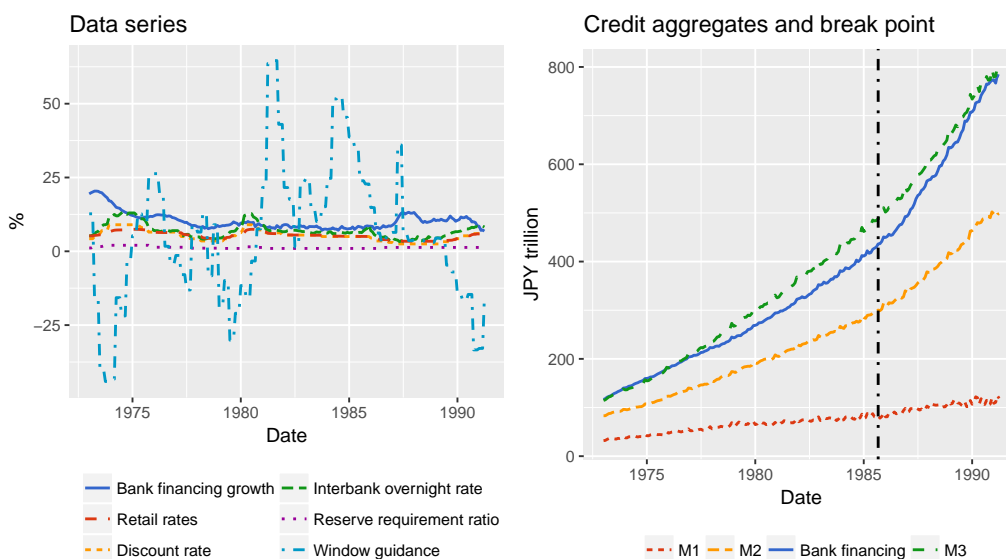 Data series
%
50
25
0
−25
1975
1980
1985
1990
Date
Bank financing growth
Interbank overnight rate
Retail rates
Reserve requirement ratio
Discount rate
Window guidance
Credit aggregates and break point
JPY trillion
800
600
400
200
0
1975
1980
1985
1990
Date
M1
M2
Bank financing
M3